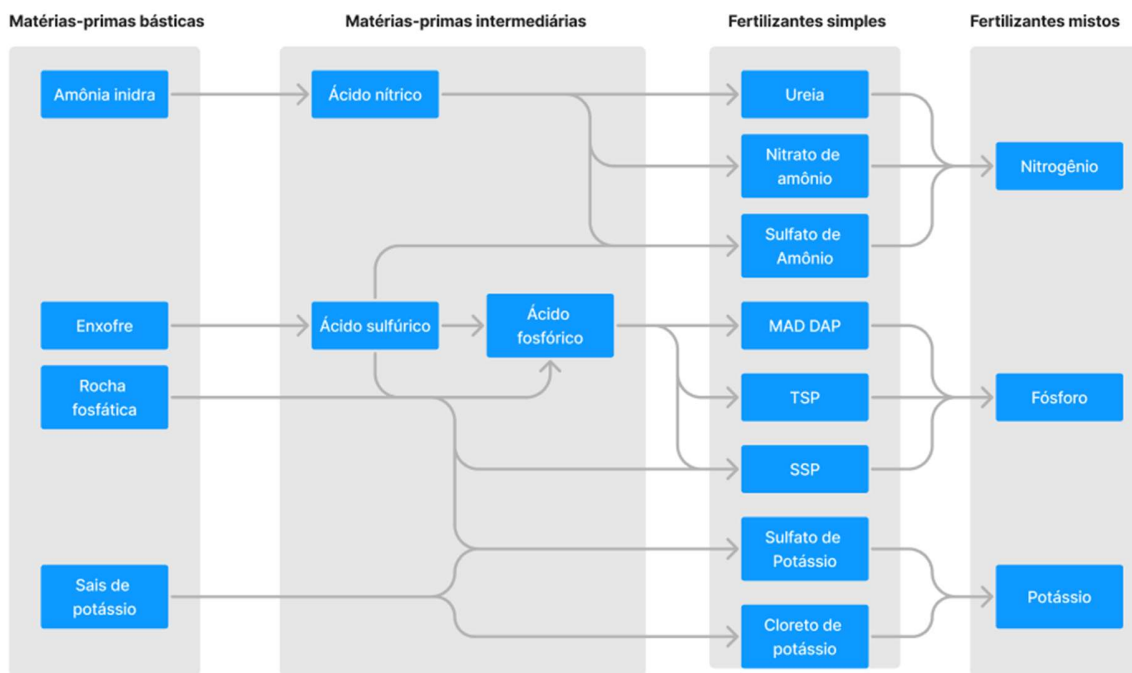 Matérias-primas básticas
Matérias-primas intermediárias
Fertilizantes simples
Fertilizantes mistos
Amônia inidra
Ácido nítrico
Ureia
Nitrato de
amônio
Nitrogênio
Sulfato de
Amônio
Enxofre
Ácido sulfúrico
Ácido
fosfórico
MAD DAP
Rocha
fosfática
TSP
Fósforo
SSP
Sulfato de
Potássio
Sais de
potássio
Potássio
Cloreto de
potássio